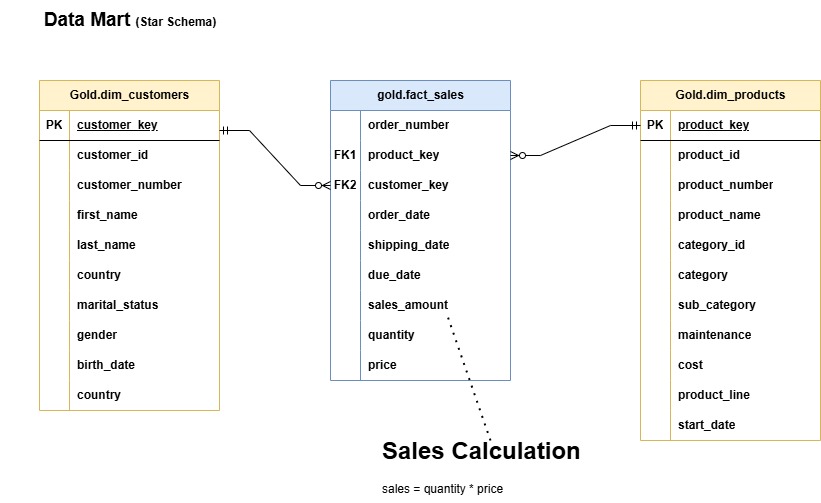 Data Mart (Star Schema)
Gold.dim_customers
PK customer_key
customer_id
customer_number
first_name
last_name
country
marital_status
gender
birth_date
country
gold.fact_sales
order_number
FK1 product_key
FK2 customer_key
order_date
shipping_date
due_date
sales_amount
quantity
price
Gold.dim_products
PK product_key
product_id
product_number
product_name
category_id
category
sub_category
maintenance
cost
product_line
start_date
Sales Calculation
sales = quantity * price